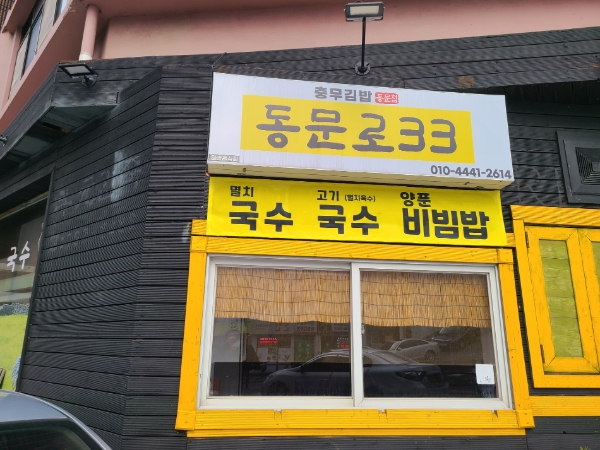 충무김밥 동문점
동문로33
010-4441-2614
멸치 고기 (멸치육수) 양푼
국수 국수 비빔밥
국수